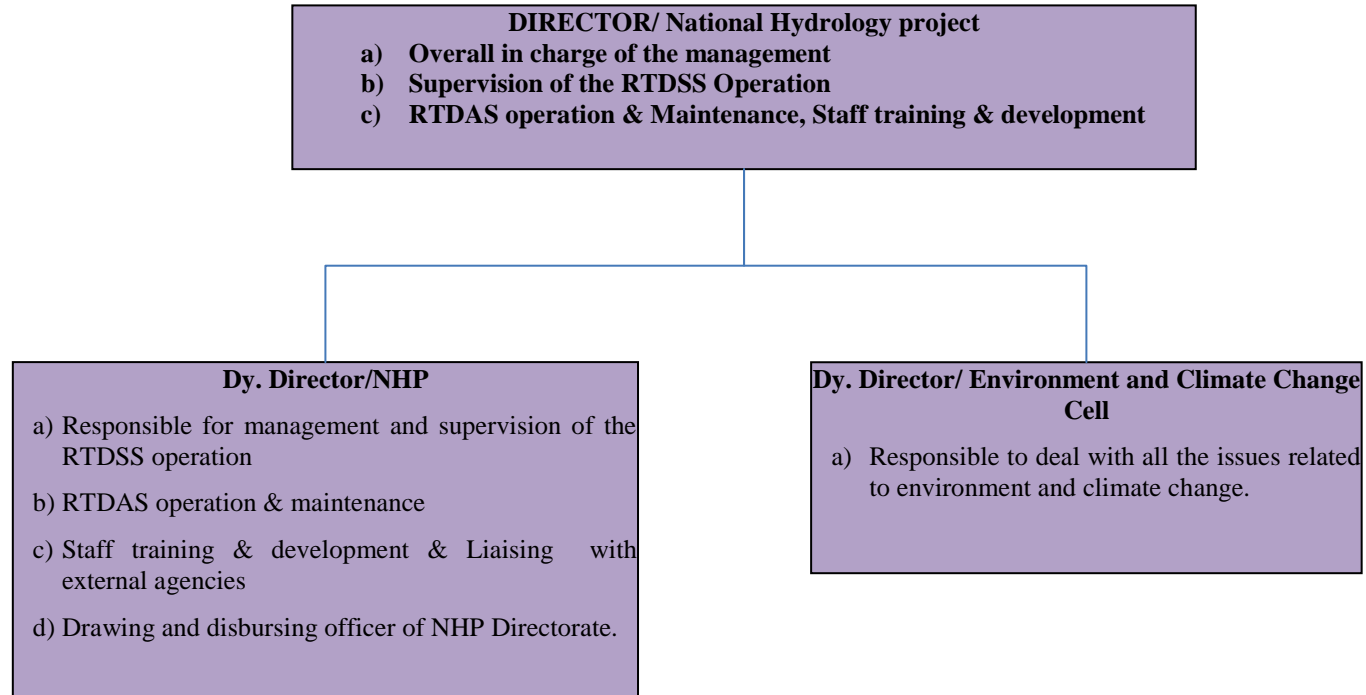 DIRECTOR/ National Hydrology project
a) Overall in charge of the management
b) Supervision of the RTDSS Operation
c) RTDAS operation & Maintenance, Staff training & development
Dy. Director/NHP
a) Responsible for management and supervision of the
RTDSS operation
b) RTDAS operation & maintenance
c) Staff training & development & Liaising with
external agencies
d) Drawing and disbursing officer of NHP Directorate.
Dy. Director/ Environment and Climate Change
Cell
a) Responsible to deal with all the issues related
to environment and climate change.